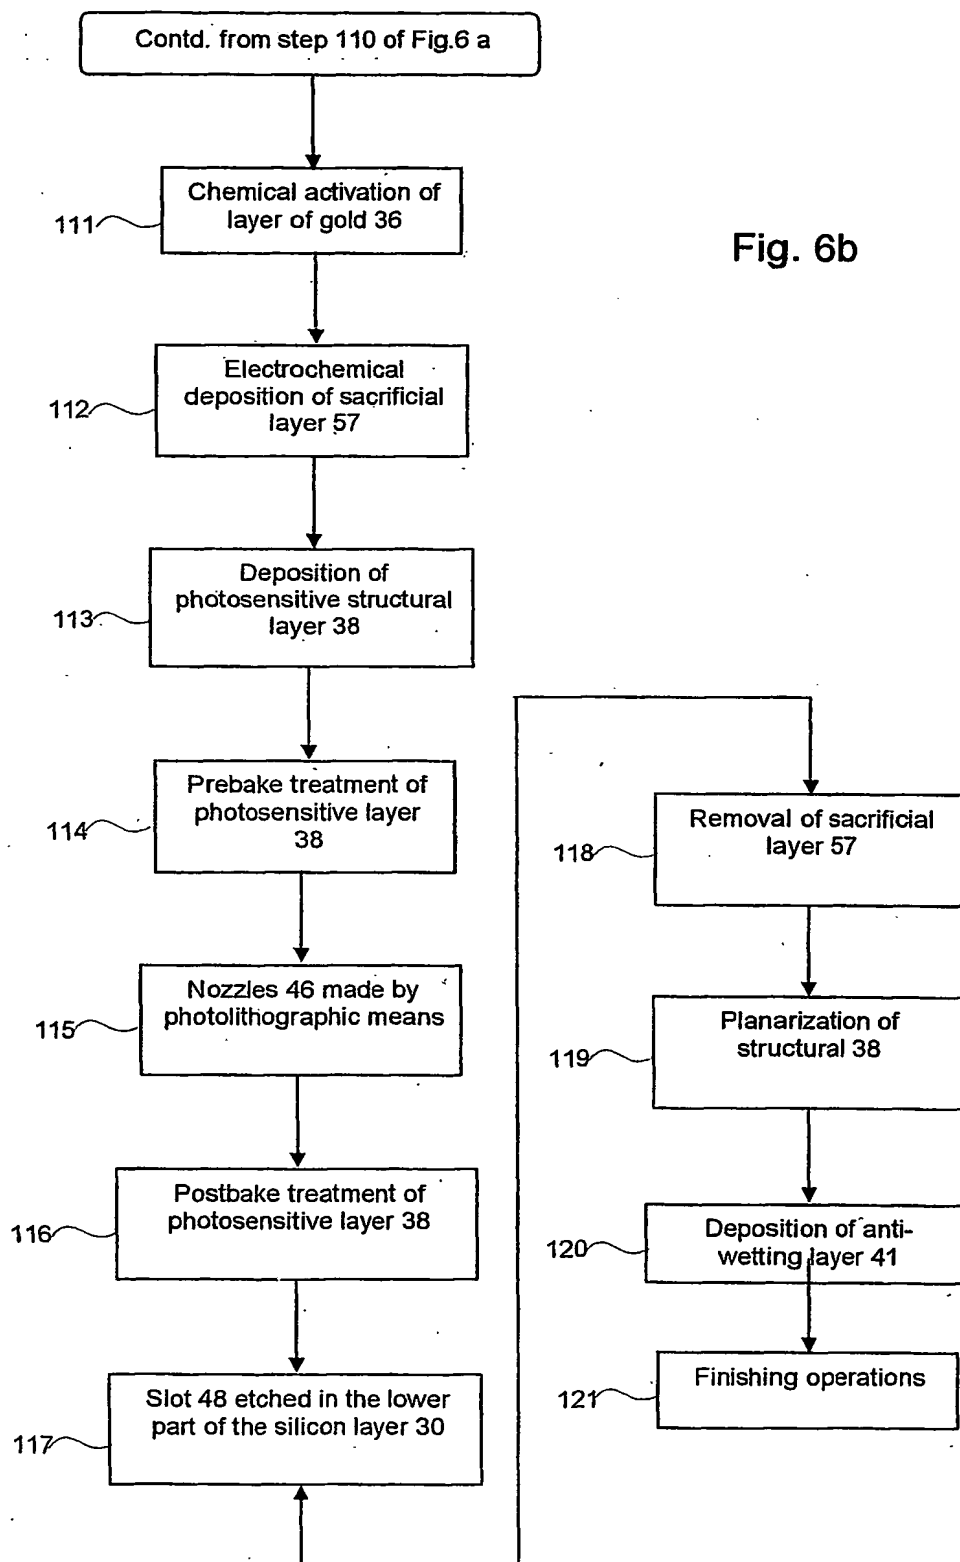 Contd. from step 110 of Fig.6 a
Chemical activation of
layer of gold 36
111
Fig. 6b
Electrochemical
deposition of sacrificial
layer 57
112
Deposition of
photosensitive structural
layer 38
113
Prebake treatment of
photosensitive layer
38
114
Nozzles 46 made by
photolithographic means
115
Postbake treatment of
photosensitive layer 38
116
Slot 48 etched in the lower
part of the silicon layer 30
117
Removal of sacrificial
layer 57
118
Planarization of
structural 38
119
Deposition of anti-
wetting layer 41
120
Finishing operations
121